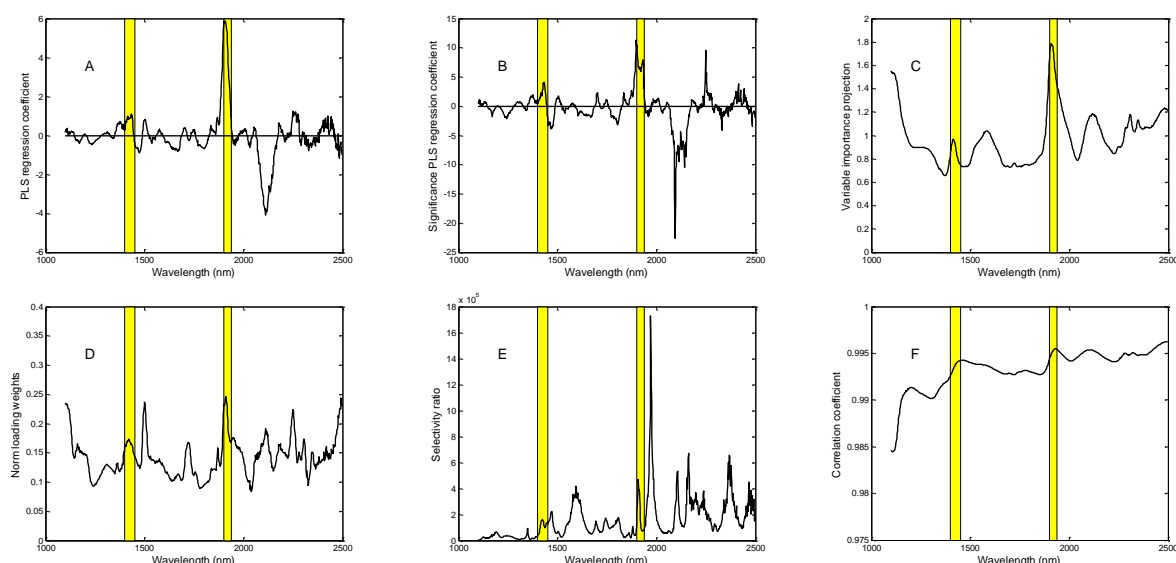 A
PLS regression coefficient
6
4
2
0
-2
-4
-6
1000 1500 2000 2500
Wavelength (nm)
B
Significance PLS regression coefficient
15
10
5
0
-5
-10
-15
-20
-25
1000 1500 2000 2500
Wavelength (nm)
C
Variable importance projection
2
1.8
1.6
1.4
1.2
1
0.8
0.6
0.4
0.2
0
1000 1500 2000 2500
Wavelength (nm)
D
Norm loading weights
0.4
0.35
0.3
0.25
0.2
0.15
0.1
0.05
0
1000 1500 2000 2500
Wavelength (nm)
x 10^5
E
Selectivity ratio
18
16
14
12
10
8
6
4
2
0
1000 1500 2000 2500
Wavelength (nm)
F
Correlation coefficient
1
0.995
0.99
0.985
0.98
0.975
1000 1500 2000 2500
Wavelength (nm)